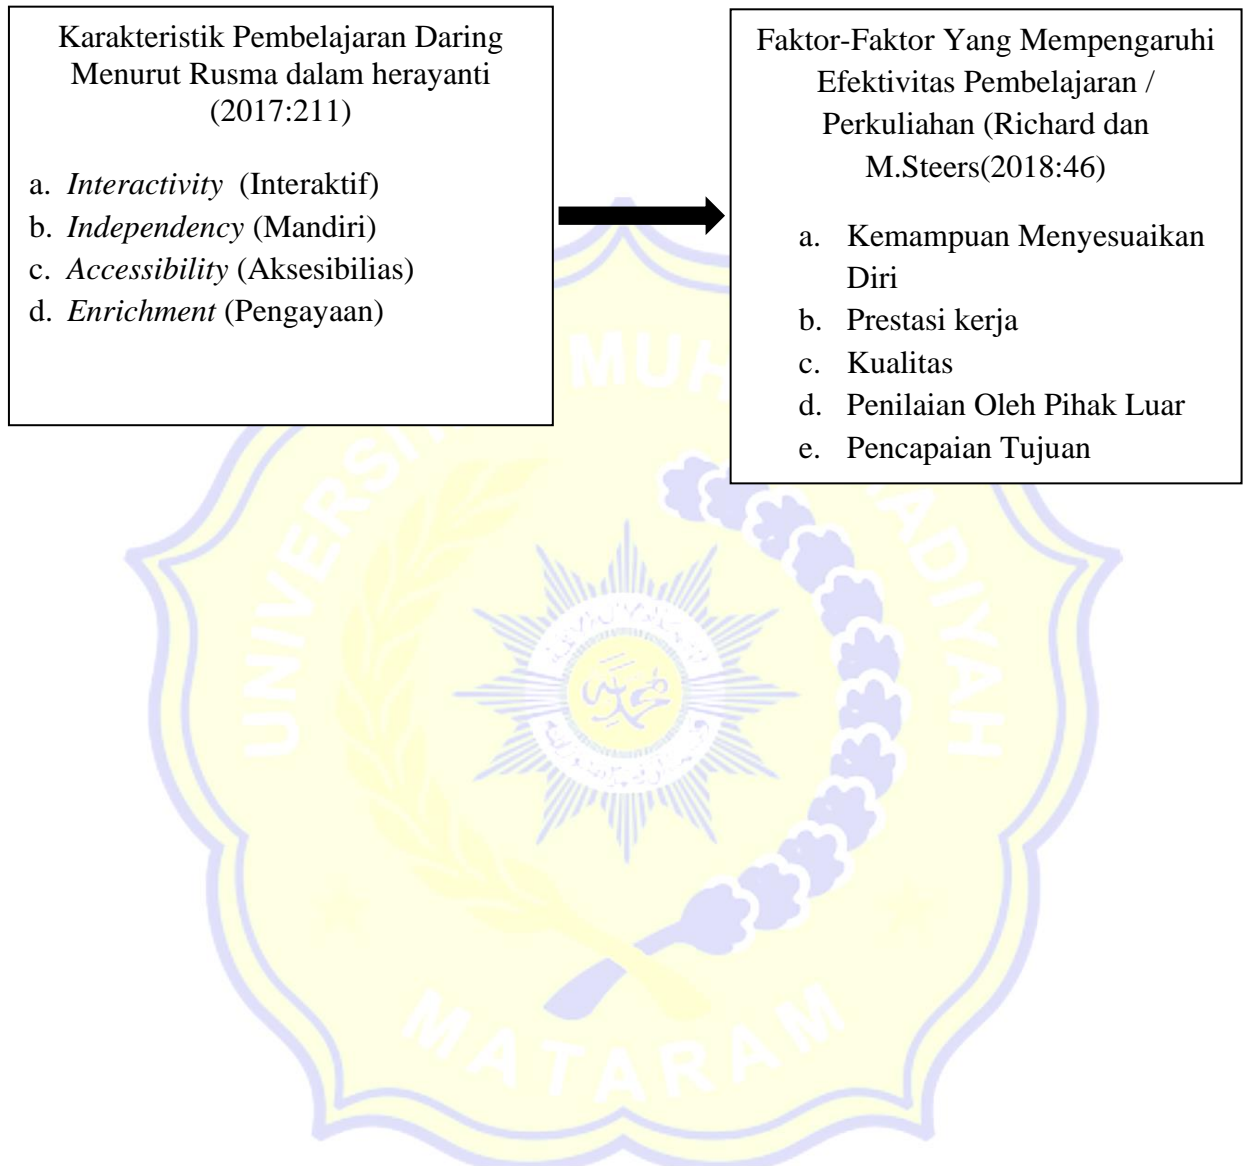 Karakteristik Pembelajaran Daring
Menurut Rusma dalam herayanti
(2017:211)
a. Interactivity (Interaktif)
b. Independency (Mandiri)
c. Accessibility (Aksesibilias)
d. Enrichment (Pengayaan)
Faktor-Faktor Yang Mempengaruhi
Efektivitas Pembelajaran /
Perkuliahan (Richard dan
M.Steers(2018:46)
a. Kemampuan Menyesuaikan
Diri
b. Prestasi kerja
c. Kualitas
d. Penilaian Oleh Pihak Luar
e. Pencapaian Tujuan
MATARAM